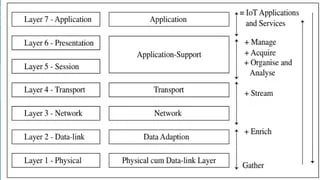 Layer 7 - Application
Application
= IoT Applications
and Services
Layer 6 - Presentation
Application-Support
+ Manage
+ Acquire
+ Organise and
Analyse
Layer 5 - Session
Layer 4 - Transport
Transport
+ Stream
Layer 3 - Network
Network
Layer 2 - Data-link
Data Adaption
+ Enrich
Layer 1 - Physical
Physical cum Data-link Layer
Gather